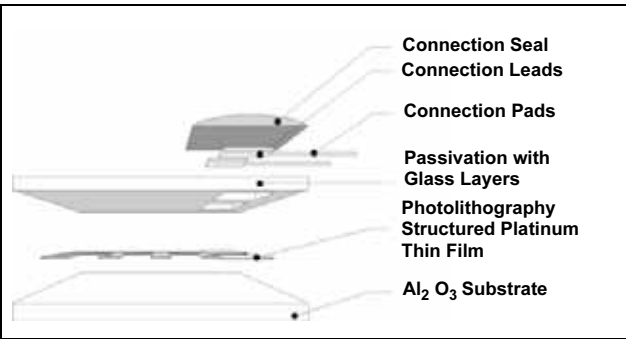 Connection Seal
Connection Leads
Connection Pads
Passivation with
Glass Layers
Photolithography
Structured Platinum
Thin Film
Al₂ O₃ Substrate